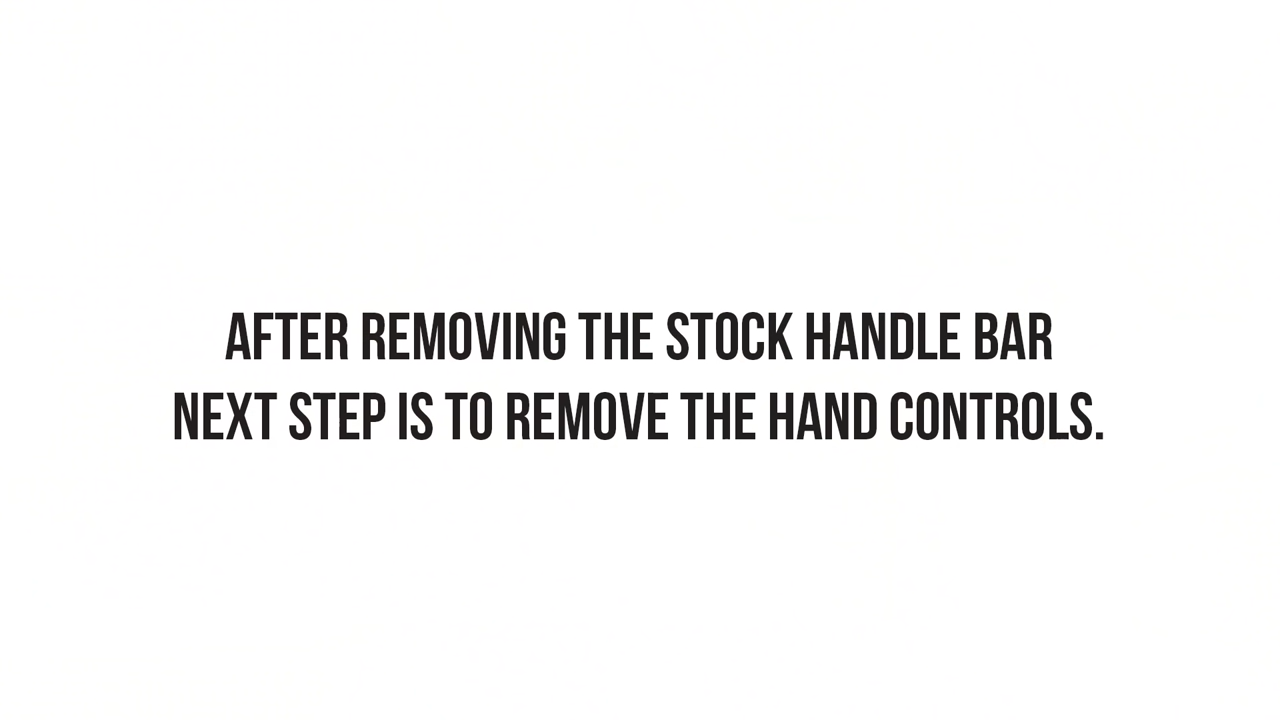 AFTER REMOVING THE STOCK HANDLE BAR
NEXT STEP IS TO REMOVE THE HAND CONTROLS.